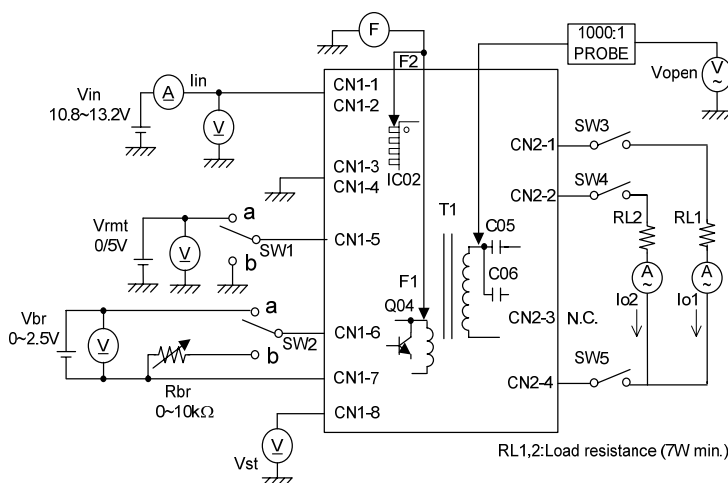 F
1000:1
PROBE
V
~
Vopen
F2
Vin
10.8~13.2V
A
Iin
V
CN1-1
CN1-2
CN1-3
CN1-4
IC02
Vrmt
0/5V
V
a
b
SW1
CN1-5
Vbr
0~2.5V
V
a
b
SW2
CN1-6
Rbr
0~10kΩ
CN1-7
CN1-8
Vst
V
F1
Q04
T1
C05
C06
CN2-1
CN2-2
CN2-3
N.C.
CN2-4
SW3
SW4
SW5
RL2
RL1
A
~
A
~
Io2
Io1
RL1,2:Load resistance (7W min.)